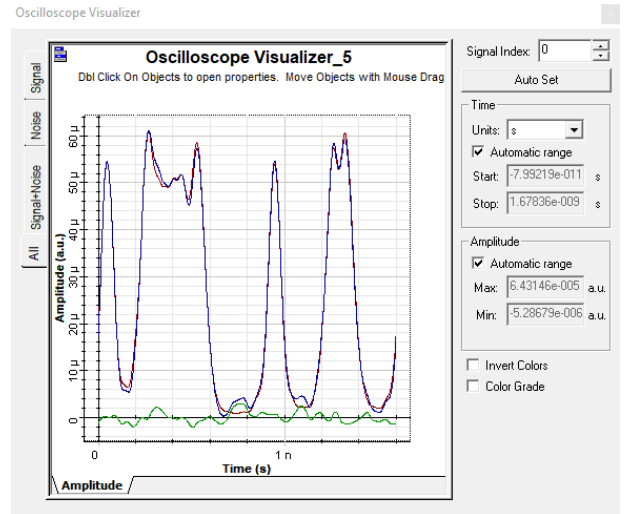 Oscilloscope Visualizer
x
Oscilloscope Visualizer_5
Dbl Click On Objects to open properties. Move Objects with Mouse Drag
Signal
Noise
Signal+Noise
All
Amplitude (a.u.)
60 µ
50 µ
40 µ
30 µ
20 µ
10 µ
0
0
1 n
Time (s)
Amplitude
Signal Index: 0
Auto Set
Time
Units: s
Automatic range
Start: -7.99219e-011 s
Stop: 1.67836e-009 s
Amplitude
Automatic range
Max: 6.43146e-005 a.u.
Min: -5.28679e-006 a.u.
Invert Colors
Color Grade